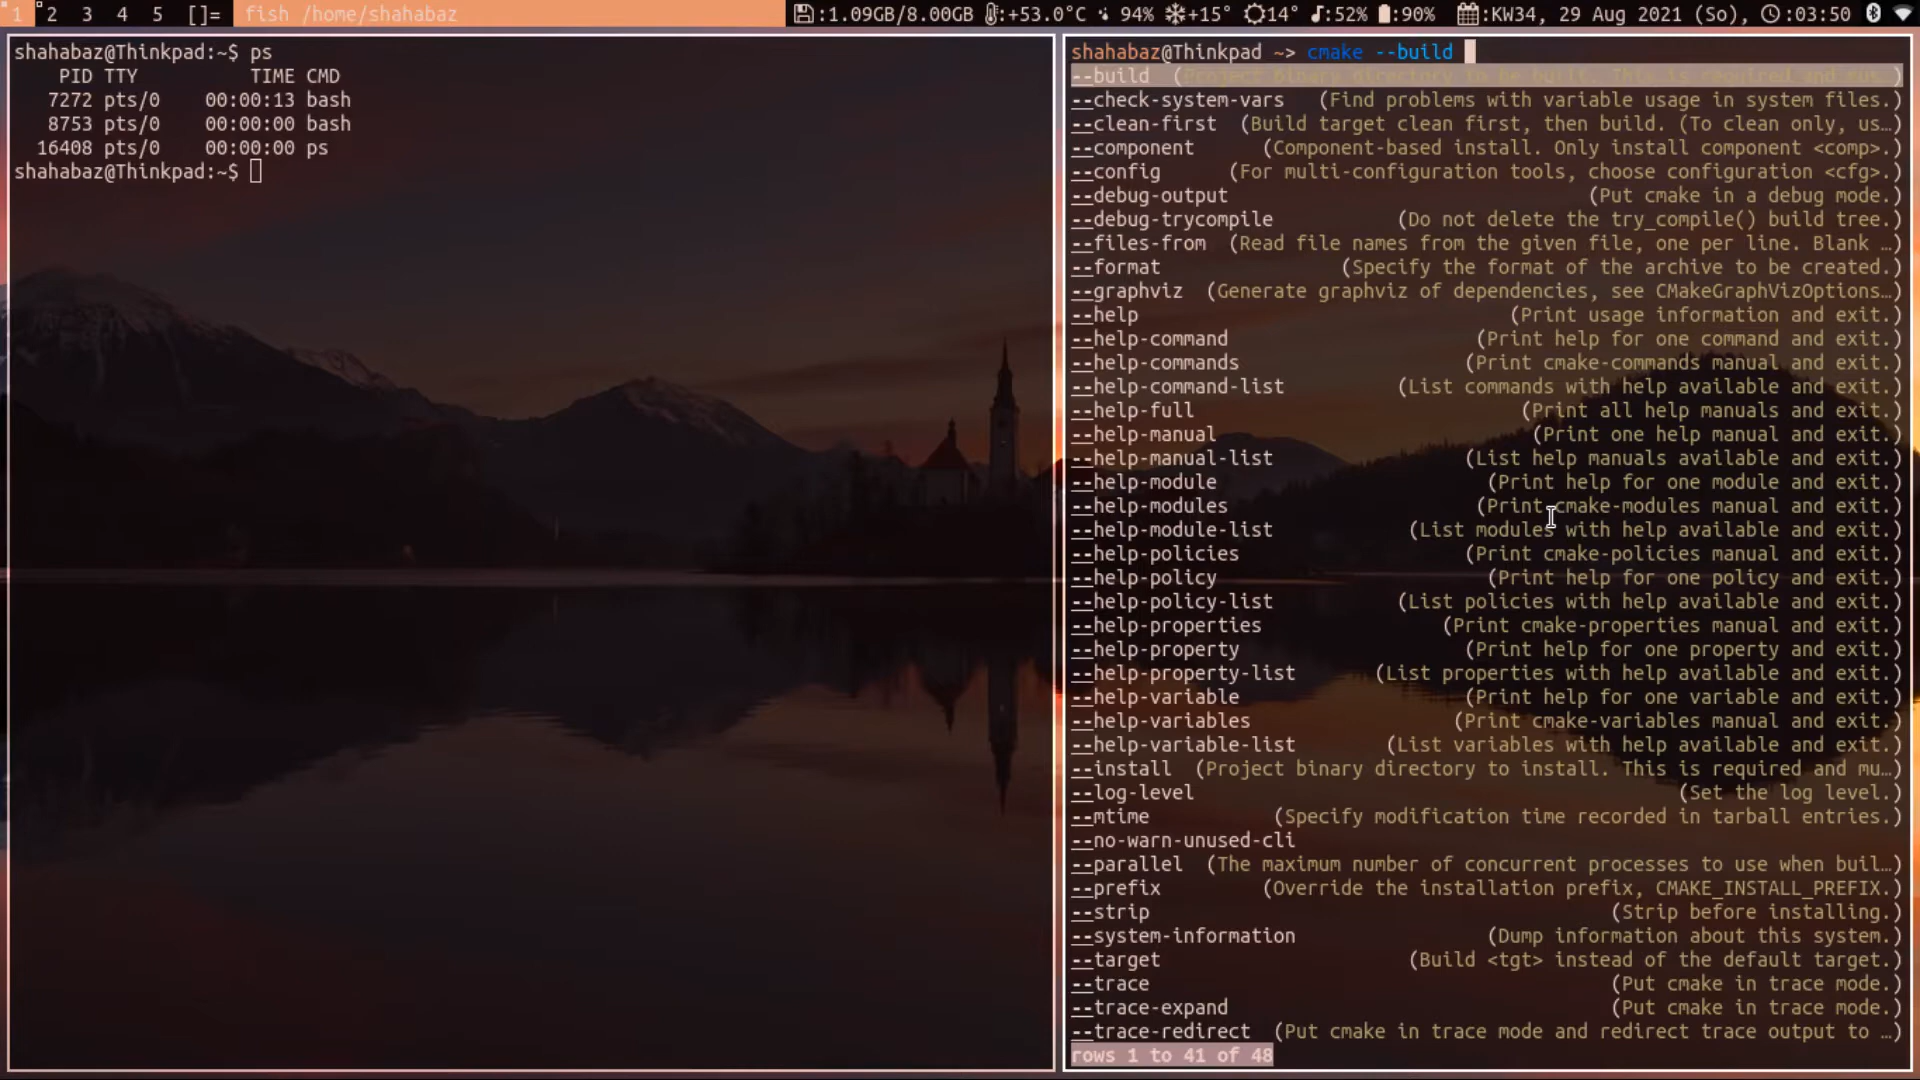 1 2 3 4 5 []= fish /home/shahabaz :1.09GB/8.00GB :+53.0°C 94% +15° 14° :52% :90% :KW34, 29 Aug 2021 (So), :03:50
shahabaz@Thinkpad:~$ ps
PID TTY TIME CMD
7272 pts/0 00:00:13 bash
8753 pts/0 00:00:00 bash
16408 pts/0 00:00:00 ps
shahabaz@Thinkpad:~$
shahabaz@Thinkpad ~> cmake --build
--build (Project binary directory to be built. This is required and mus…)
--check-system-vars (Find problems with variable usage in system files.)
--clean-first (Build target clean first, then build. (To clean only, us…)
--component (Component-based install. Only install component <comp>.)
--config (For multi-configuration tools, choose configuration <cfg>.)
--debug-output (Put cmake in a debug mode.)
--debug-trycompile (Do not delete the try_compile() build tree.)
--files-from (Read file names from the given file, one per line. Blank …)
--format (Specify the format of the archive to be created.)
--graphviz (Generate graphviz of dependencies, see CMakeGraphVizOptions…)
--help (Print usage information and exit.)
--help-command (Print help for one command and exit.)
--help-commands (Print cmake-commands manual and exit.)
--help-command-list (List commands with help available and exit.)
--help-full (Print all help manuals and exit.)
--help-manual (Print one help manual and exit.)
--help-manual-list (List help manuals available and exit.)
--help-module (Print help for one module and exit.)
--help-modules (Print cmake-modules manual and exit.)
--help-module-list (List modules with help available and exit.)
--help-policies (Print cmake-policies manual and exit.)
--help-policy (Print help for one policy and exit.)
--help-policy-list (List policies with help available and exit.)
--help-properties (Print cmake-properties manual and exit.)
--help-property (Print help for one property and exit.)
--help-property-list (List properties with help available and exit.)
--help-variable (Print help for one variable and exit.)
--help-variables (Print cmake-variables manual and exit.)
--help-variable-list (List variables with help available and exit.)
--install (Project binary directory to install. This is required and mu…)
--log-level (Set the log level.)
--mtime (Specify modification time recorded in tarball entries.)
--no-warn-unused-cli
--parallel (The maximum number of concurrent processes to use when buil…)
--prefix (Override the installation prefix, CMAKE_INSTALL_PREFIX.)
--strip (Strip before installing.)
--system-information (Dump information about this system.)
--target (Build <tgt> instead of the default target.)
--trace (Put cmake in trace mode.)
--trace-expand (Put cmake in trace mode.)
--trace-redirect (Put cmake in trace mode and redirect trace output to …)
rows 1 to 41 of 48